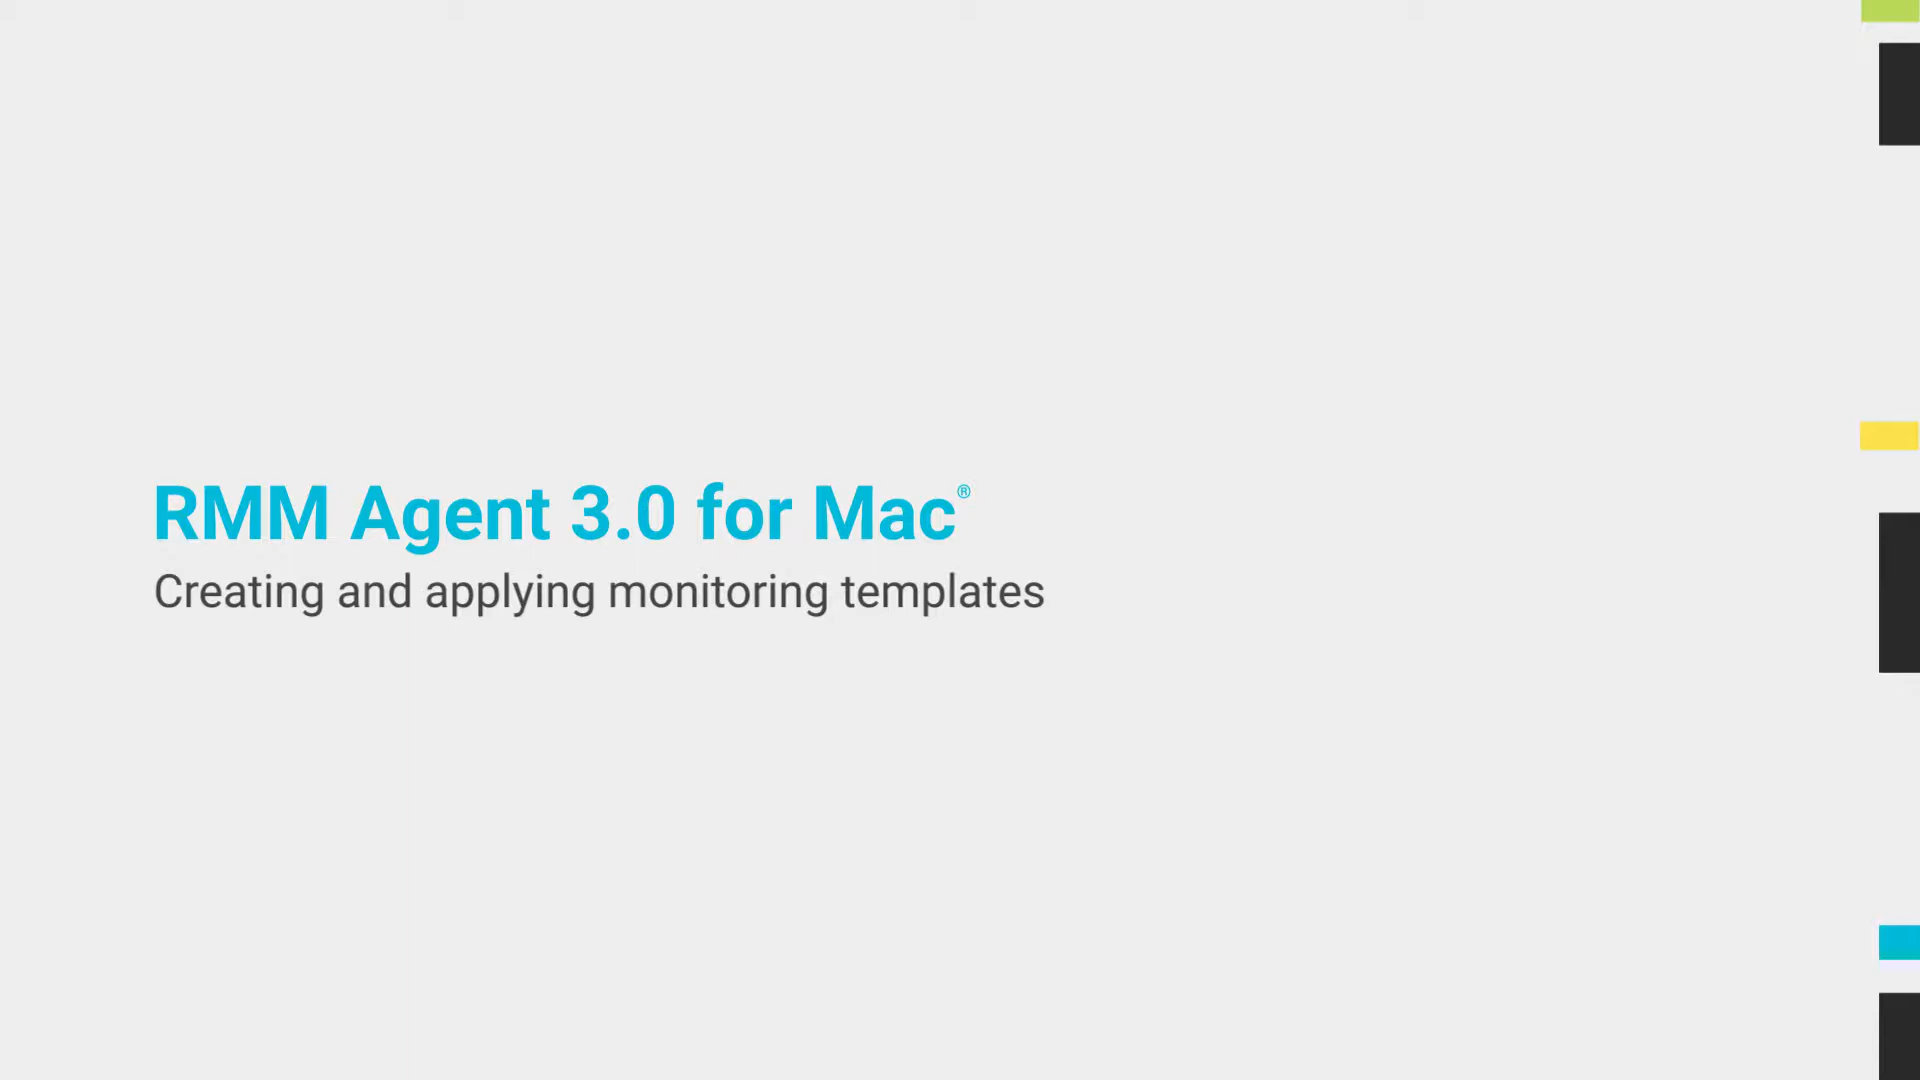 RMM Agent 3.0 for Mac®
Creating and applying monitoring templates